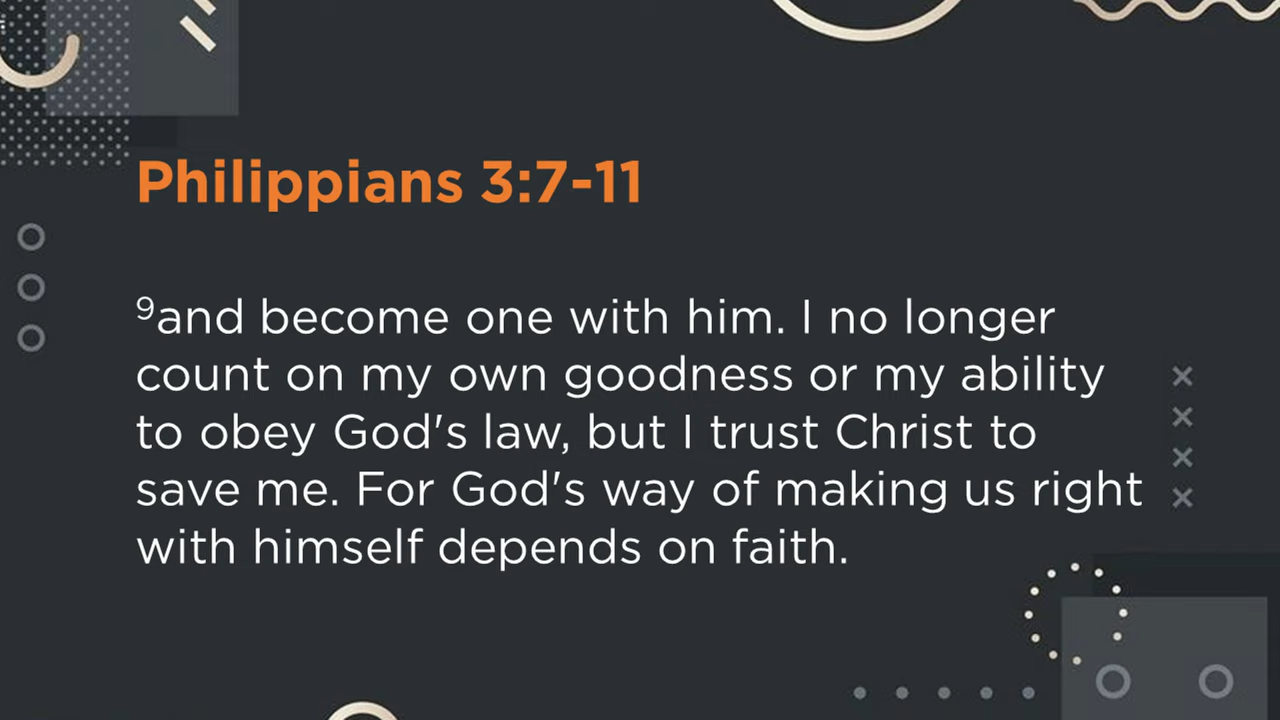 Philippians 3:7-11
⁹and become one with him. I no longer
count on my own goodness or my ability
to obey God's law, but I trust Christ to
save me. For God's way of making us right
with himself depends on faith.